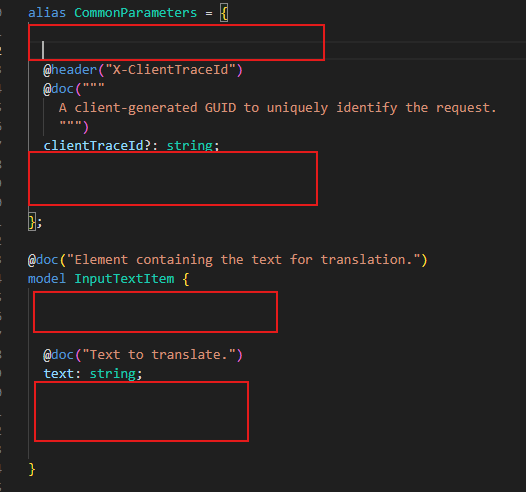 alias CommonParameters = {
@header("X-ClientTraceId")
@doc("""
A client-generated GUID to uniquely identify the request.
""")
clientTraceId?: string;
};
@doc("Element containing the text for translation.")
model InputTextItem {
@doc("Text to translate.")
text: string;
}